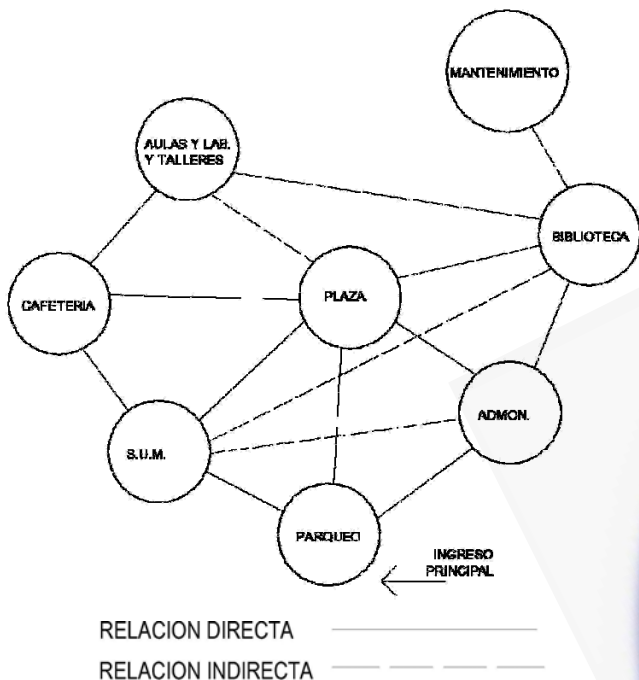 MANTENIMIENTO
AULAS Y LAB.
Y TALLERES
BIBLIOTECA
CAFETERIA
PLAZA
ADMON.
S.U.M.
PARQUEO
INGRESO
PRINCIPAL
RELACION DIRECTA
RELACION INDIRECTA